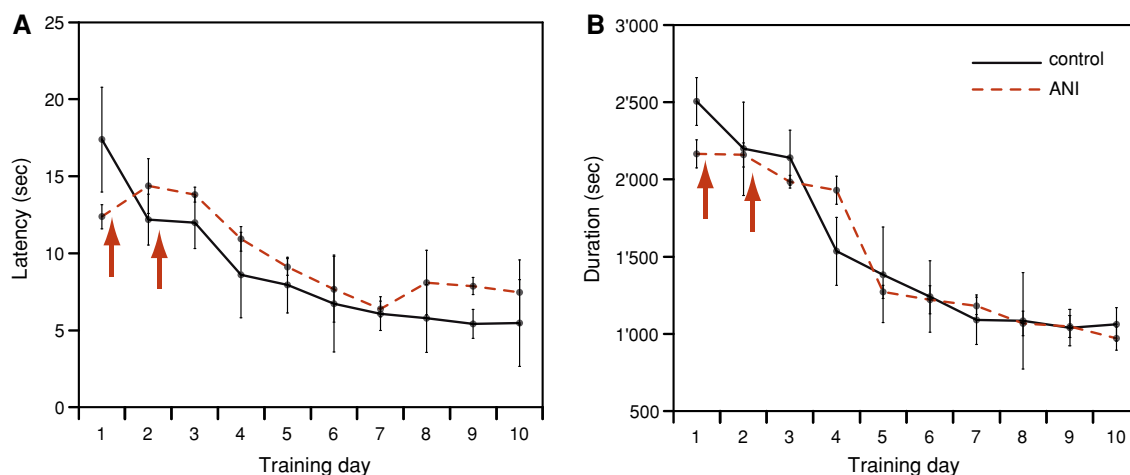 A
25
20
15
10
5
0
Latency (sec)
1 2 3 4 5 6 7 8 9 10
Training day
B
3'000
2'500
2'000
1'500
1'000
500
Duration (sec)
control
ANI
1 2 3 4 5 6 7 8 9 10
Training day